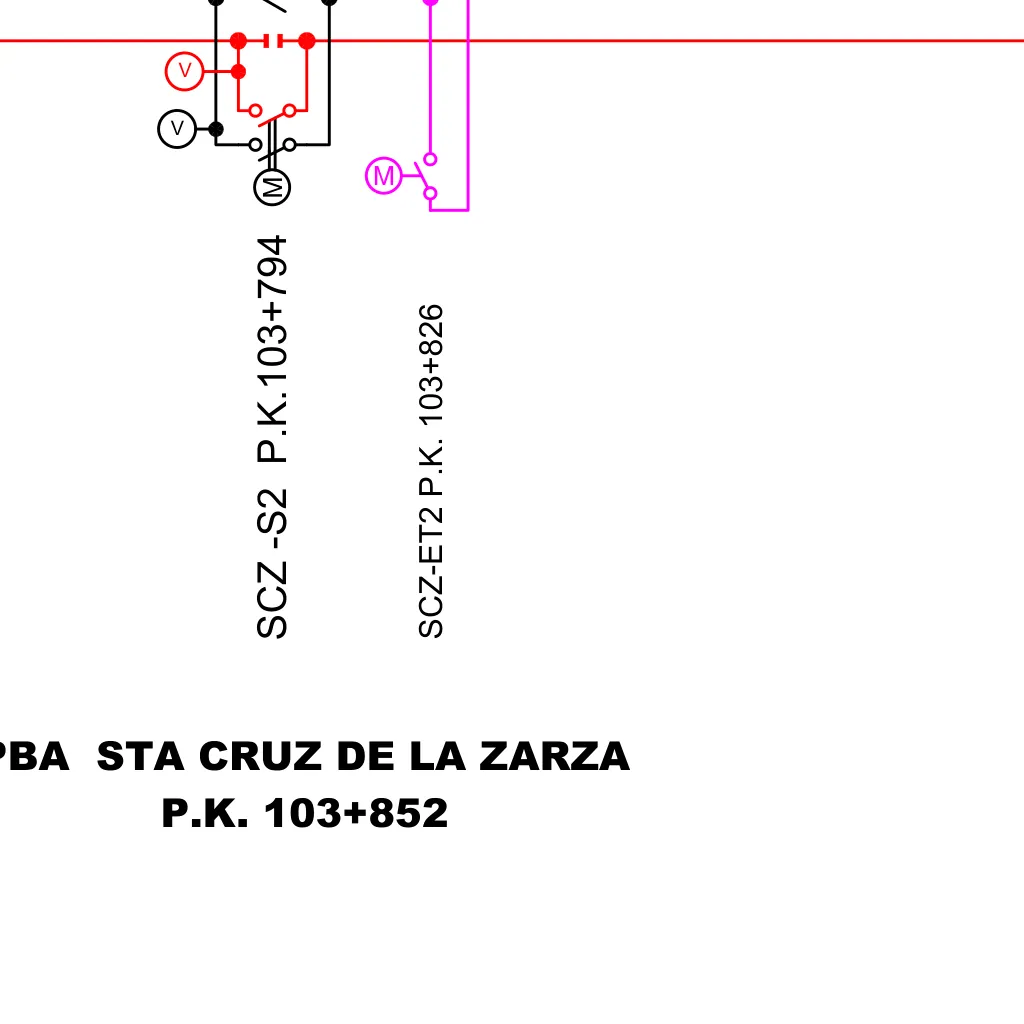 V
V
M
M
SCZ -S2 P.K.103+794
SCZ-ET2 P.K. 103+826
PBA STA CRUZ DE LA ZARZA
P.K. 103+852